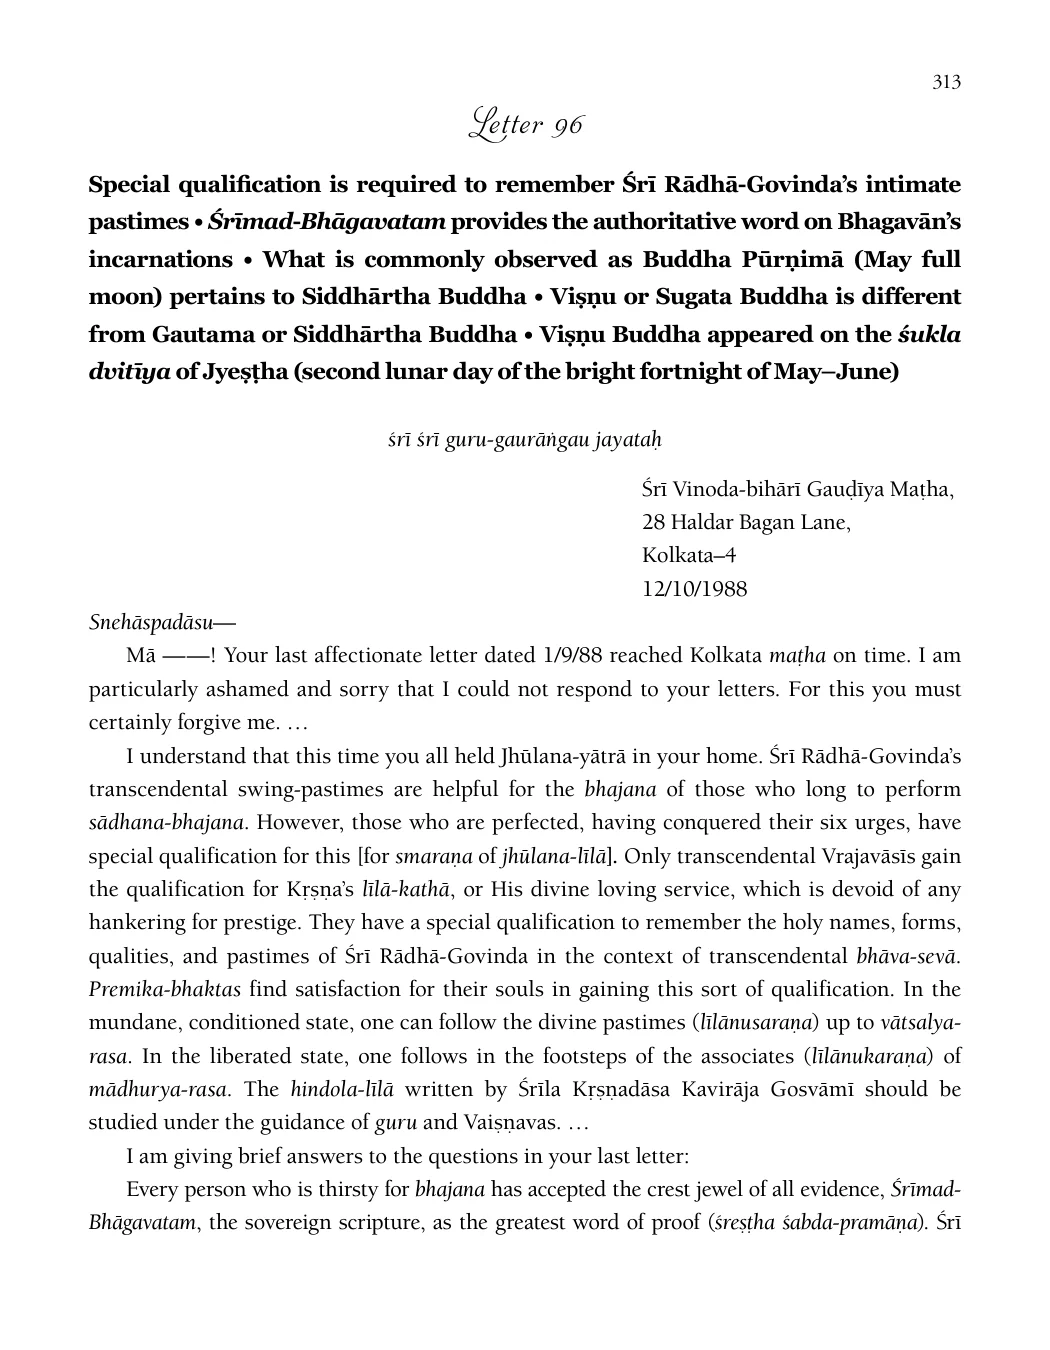 313
Letter 96
Special qualification is required to remember Śrī Rādhā-Govinda’s intimate
pastimes • Śrīmad-Bhāgavatam provides the authoritative word on Bhagavān’s
incarnations • What is commonly observed as Buddha Pūrṇimā (May full
moon) pertains to Siddhārtha Buddha • Viṣṇu or Sugata Buddha is different
from Gautama or Siddhārtha Buddha • Viṣṇu Buddha appeared on the śukla
dvitīya of Jyeṣṭha (second lunar day of the bright fortnight of May–June)
śrī śrī guru-gaurāṅgau jayataḥ
Śrī Vinoda-bihārī Gauḍīya Maṭha,
28 Haldar Bagan Lane,
Kolkata–4
12/10/1988
Snehāspadāsu—
Mā ——! Your last affectionate letter dated 1/9/88 reached Kolkata maṭha on time. I am
particularly ashamed and sorry that I could not respond to your letters. For this you must
certainly forgive me. …
I understand that this time you all held Jhūlana-yātrā in your home. Śrī Rādhā-Govinda’s
transcendental swing-pastimes are helpful for the bhajana of those who long to perform
sādhana-bhajana. However, those who are perfected, having conquered their six urges, have
special qualification for this [for smaraṇa of jhūlana-līlā]. Only transcendental Vrajavāsīs gain
the qualification for Kṛṣṇa’s līlā-kathā, or His divine loving service, which is devoid of any
hankering for prestige. They have a special qualification to remember the holy names, forms,
qualities, and pastimes of Śrī Rādhā-Govinda in the context of transcendental bhāva-sevā.
Premika-bhaktas find satisfaction for their souls in gaining this sort of qualification. In the
mundane, conditioned state, one can follow the divine pastimes (līlānusaraṇa) up to vātsalya-
rasa. In the liberated state, one follows in the footsteps of the associates (līlānukaraṇa) of
mādhurya-rasa. The hindola-līlā written by Śrīla Kṛṣṇadāsa Kavirāja Gosvāmī should be
studied under the guidance of guru and Vaiṣṇavas. …
I am giving brief answers to the questions in your last letter:
Every person who is thirsty for bhajana has accepted the crest jewel of all evidence, Śrīmad-
Bhāgavatam, the sovereign scripture, as the greatest word of proof (śreṣṭha śabda-pramāṇa). Śrī